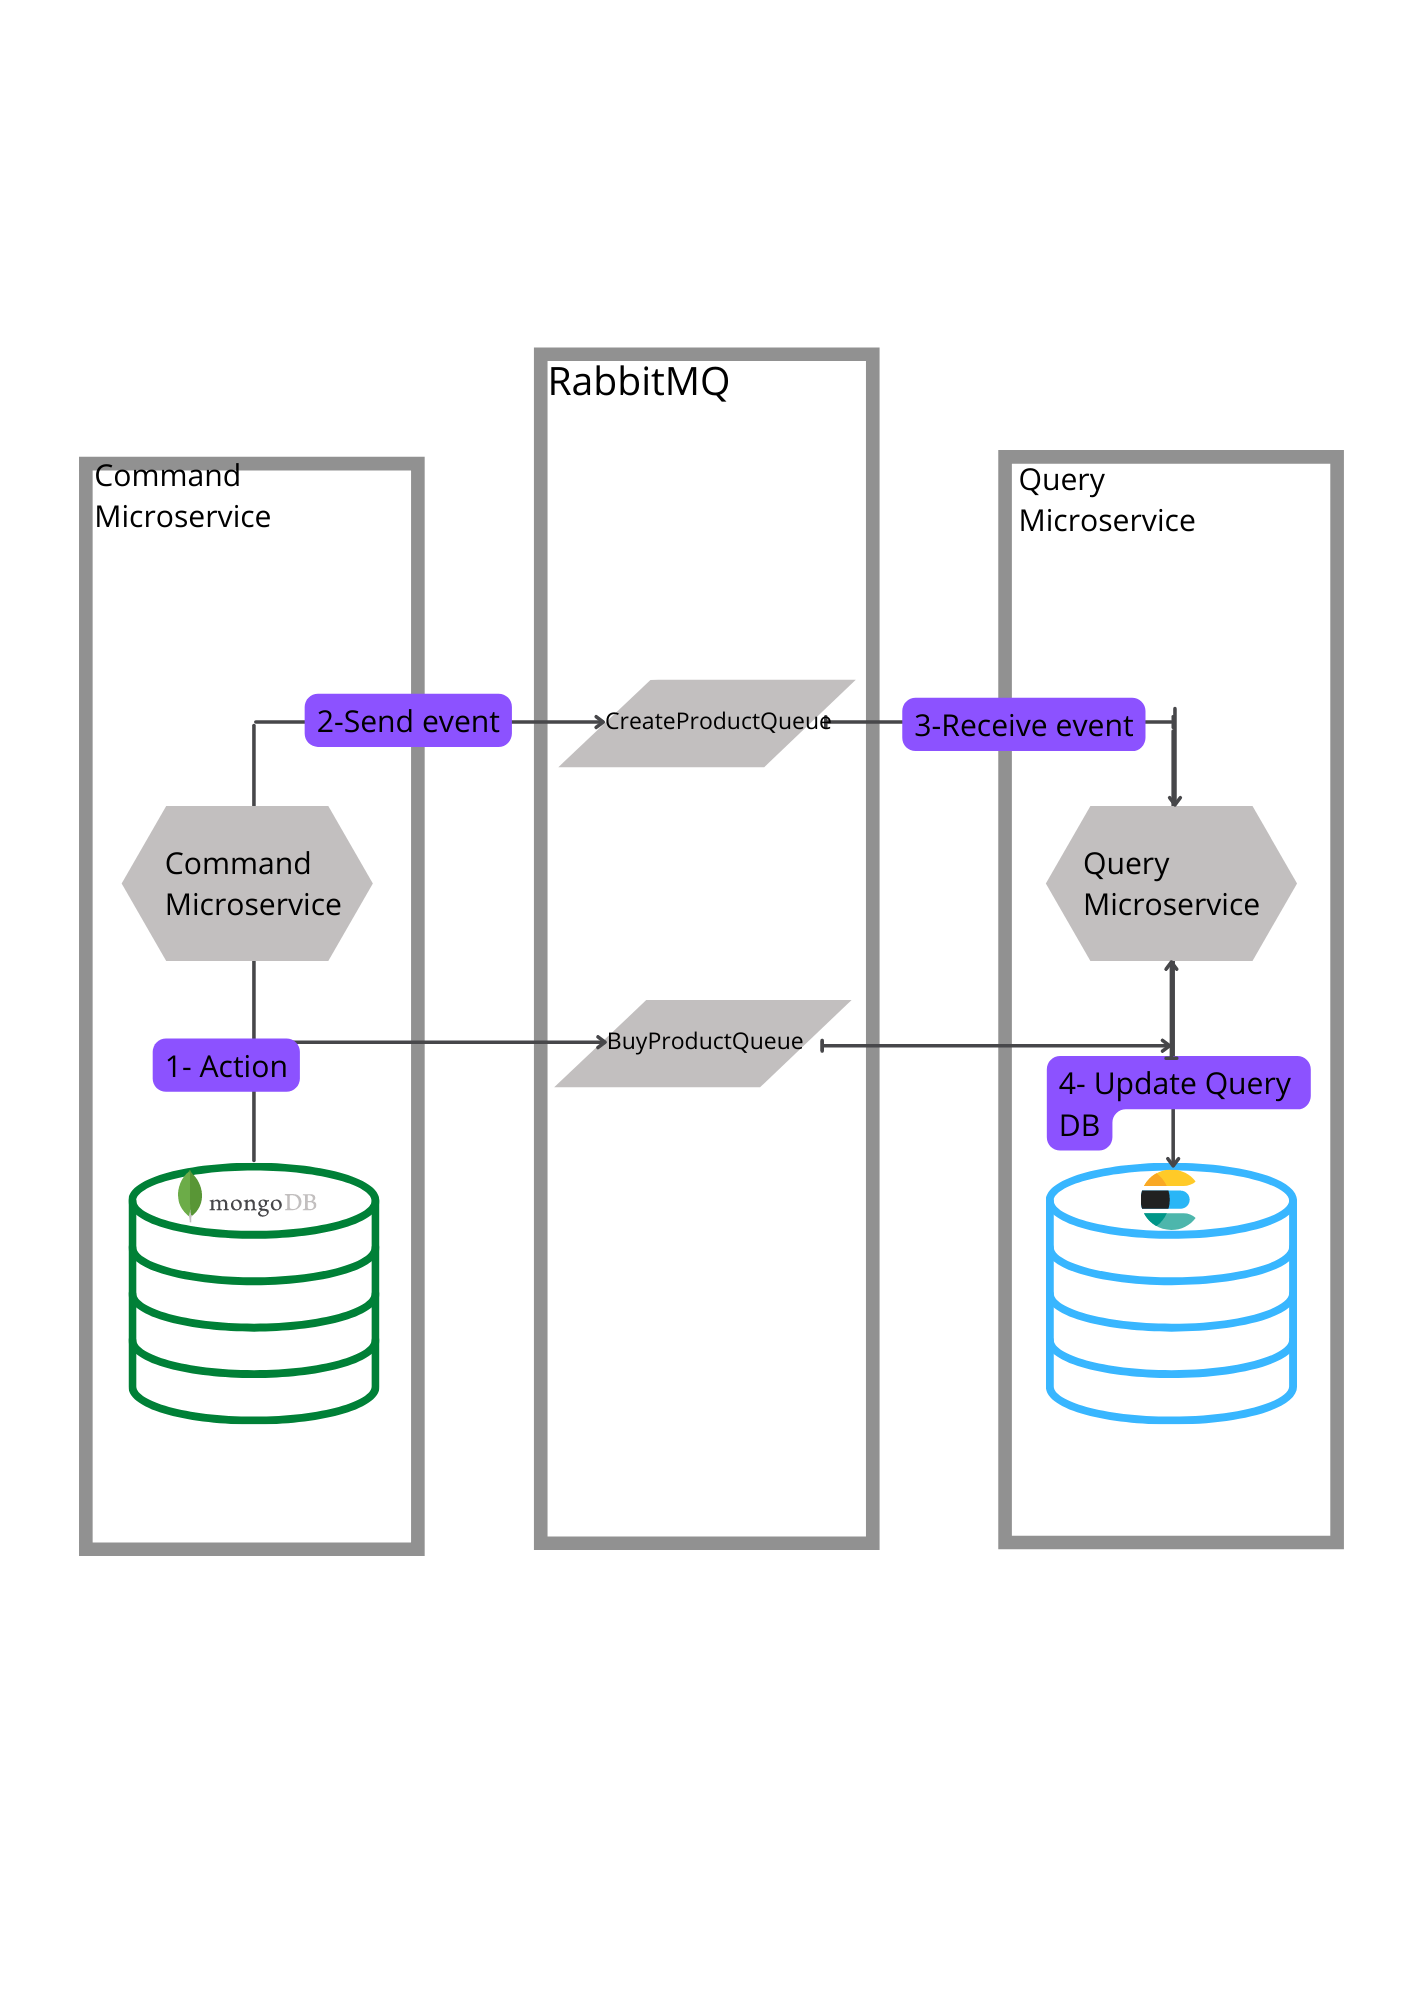 RabbitMQ
Command
Microservice
Query
Microservice
2-Send event
CreateProductQueue
3-Receive event
Command
Microservice
Query
Microservice
BuyProductQueue
1- Action
4- Update Query
DB
mongoDB